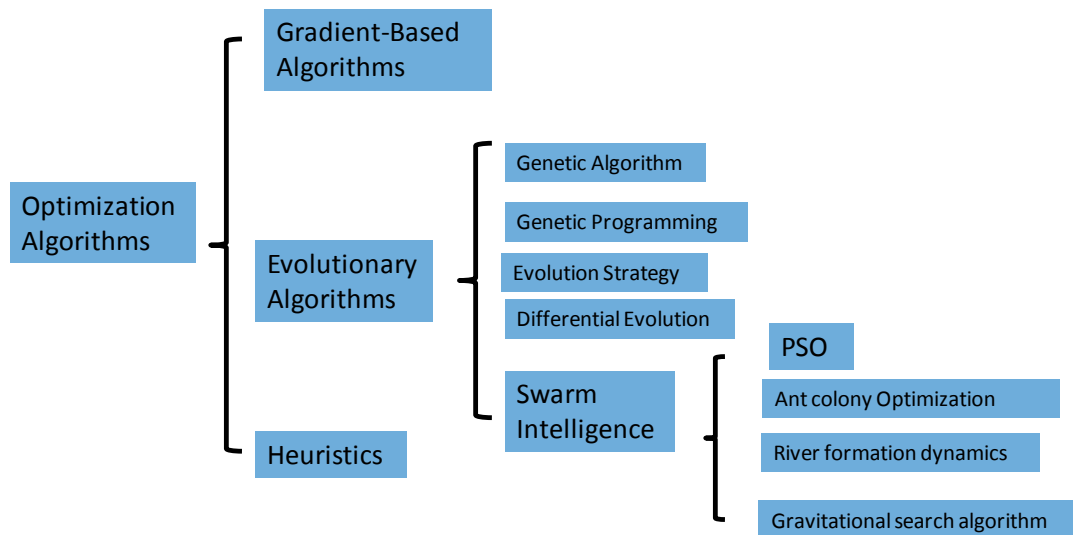 Gradient-Based
Algorithms
Optimization
Algorithms
Evolutionary
Algorithms
Heuristics
Genetic Algorithm
Genetic Programming
Evolution Strategy
Differential Evolution
Swarm
Intelligence
PSO
Ant colony Optimization
River formation dynamics
Gravitational search algorithm